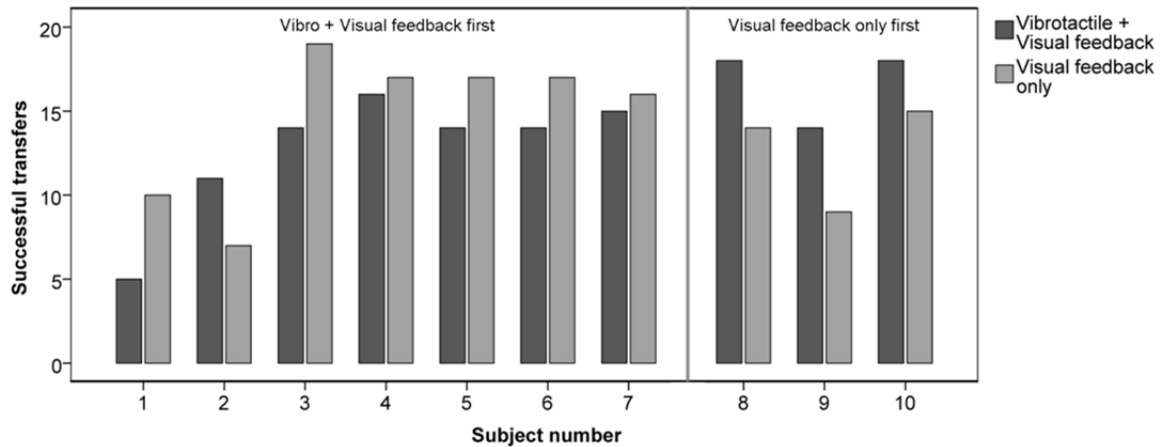 Vibro + Visual feedback first
Visual feedback only first
Vibrotactile +
Visual feedback
Visual feedback
only
Successful transfers
20
15
10
5
0
1 2 3 4 5 6 7 8 9 10
Subject number